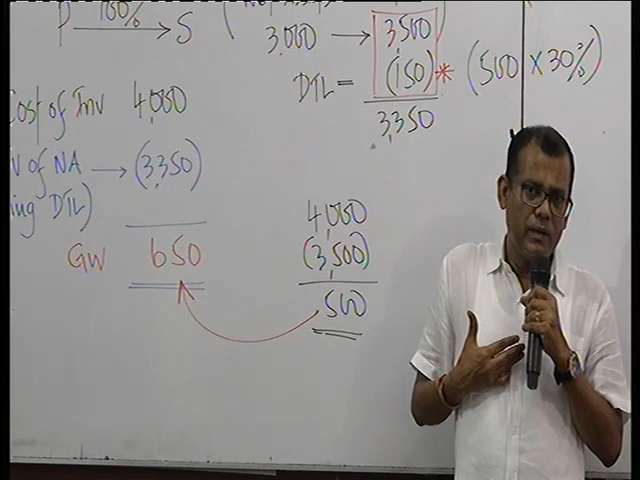 P 100% S
3,000 → 3,500
DTL = (150) * (500 × 30%)
3,350
Cost of Inv 4,000
of NA → (3,350)
ing DTL)
GW 650
4,000
(3,500)
500